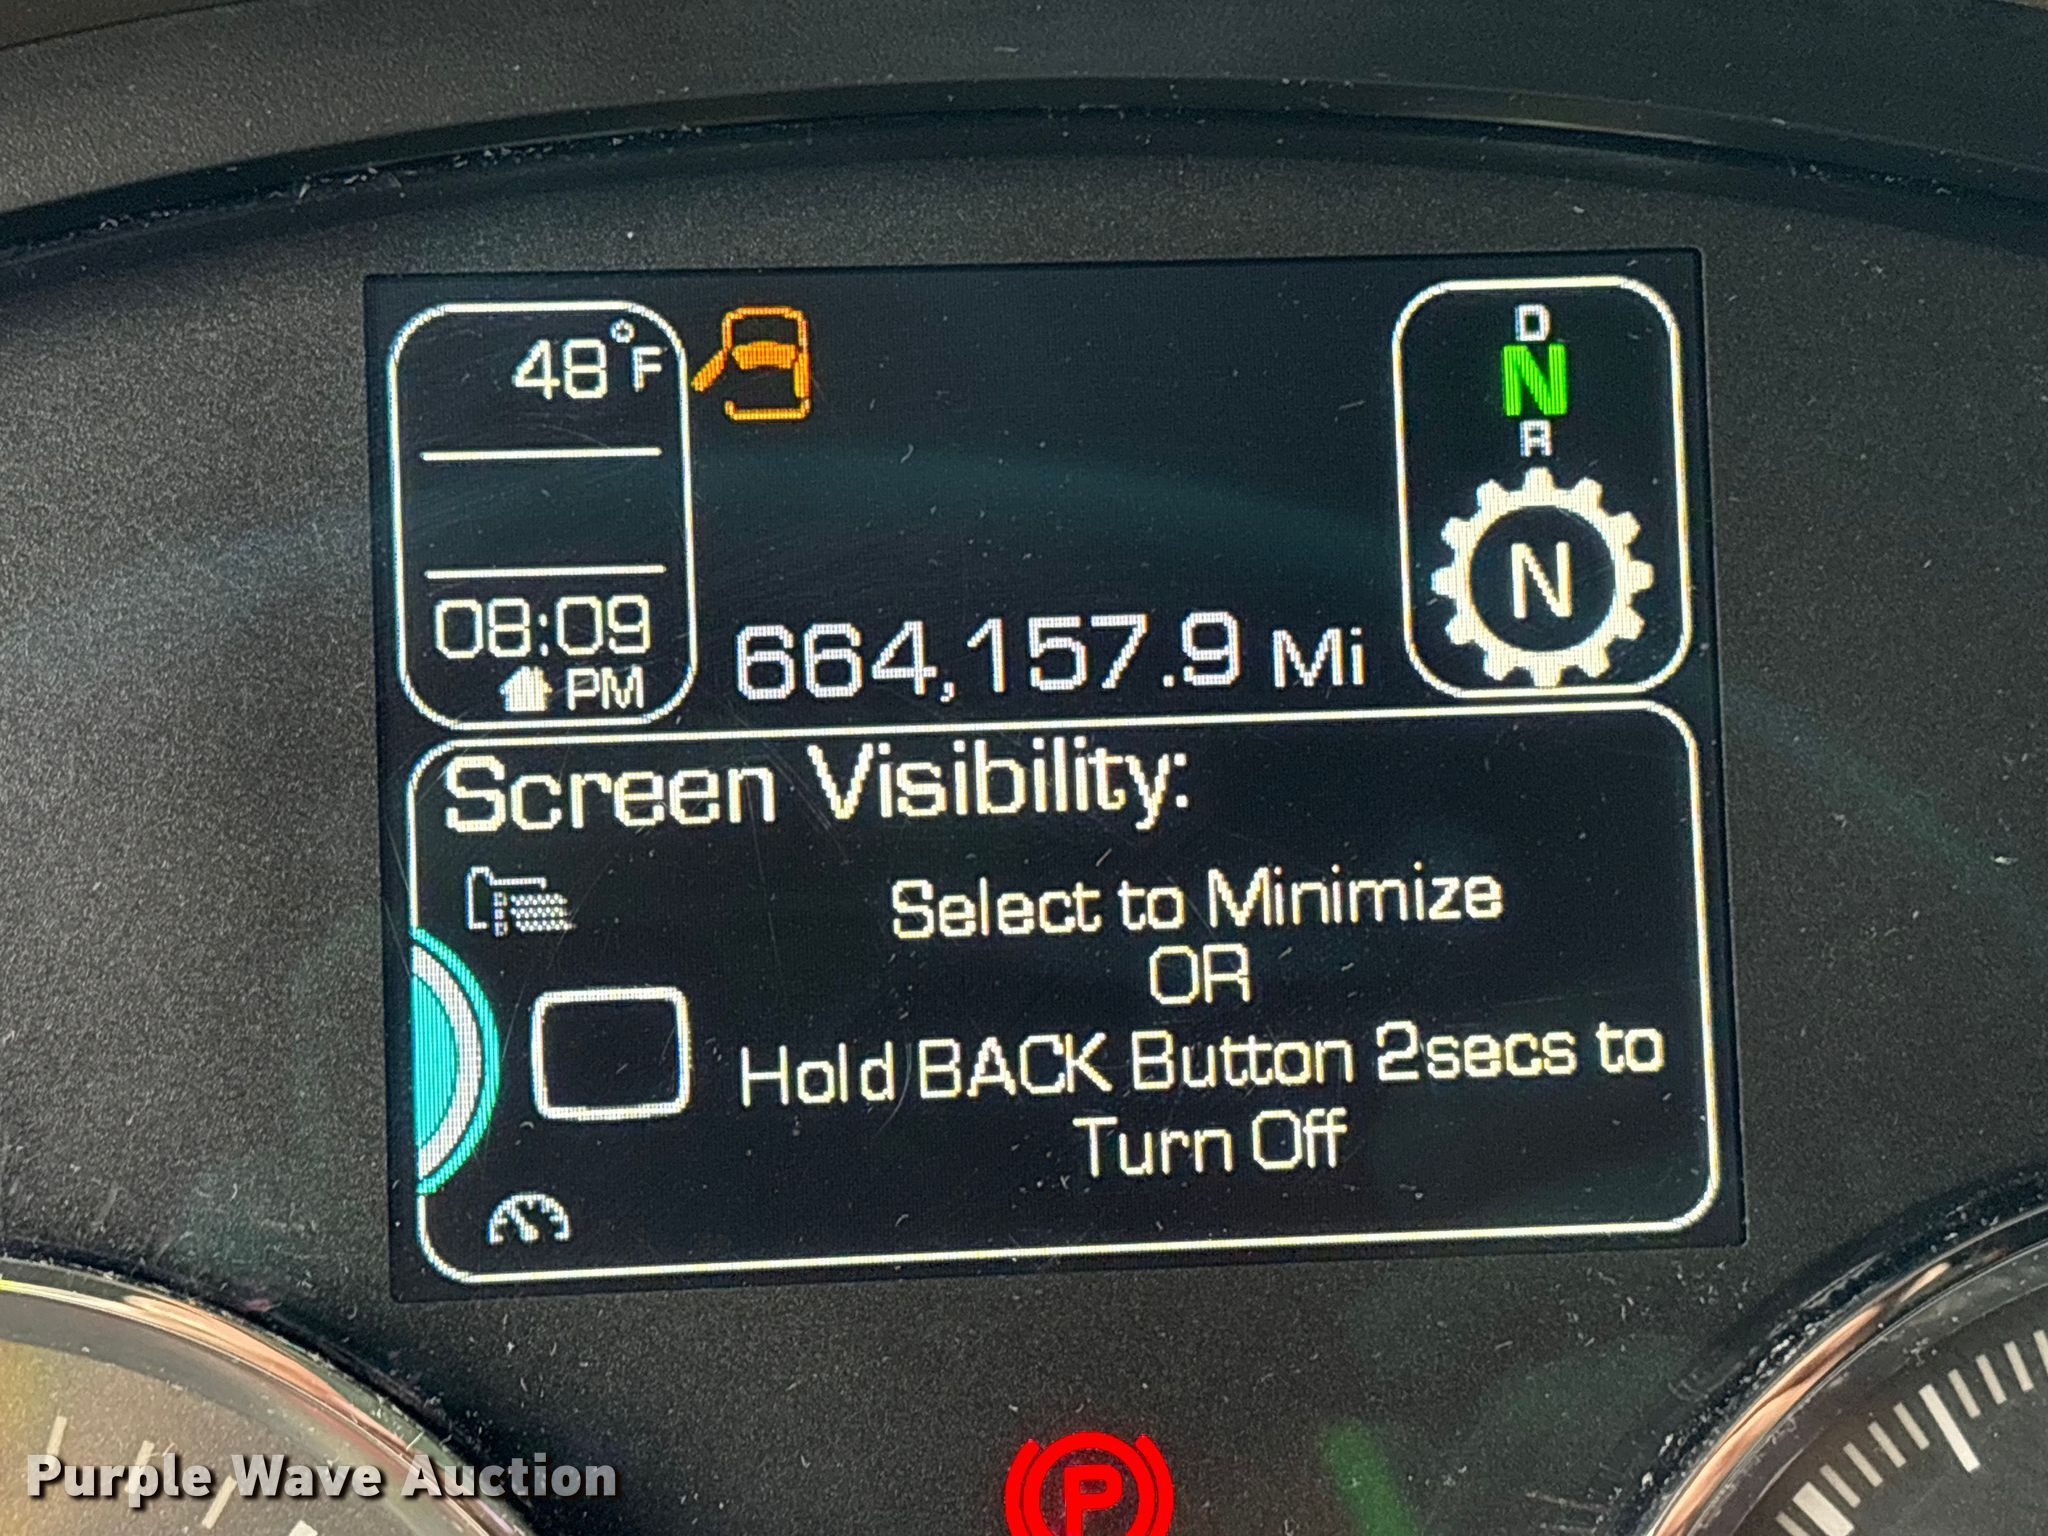 48°F
D
N
R
N
08:09
PM
664,157.9 Mi
Screen Visibility:
Select to Minimize
OR
Hold BACK Button 2secs to
Turn Off
P
Purple Wave Auction